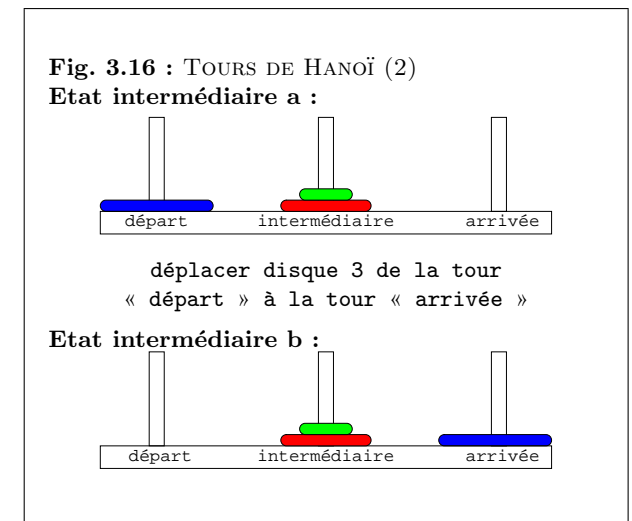 Fig. 3.16 : Tours de Hanoï (2)
Etat intermédiaire a :
départ intermédiaire arrivée
déplacer disque 3 de la tour
« départ » à la tour « arrivée »
Etat intermédiaire b :
départ intermédiaire arrivée